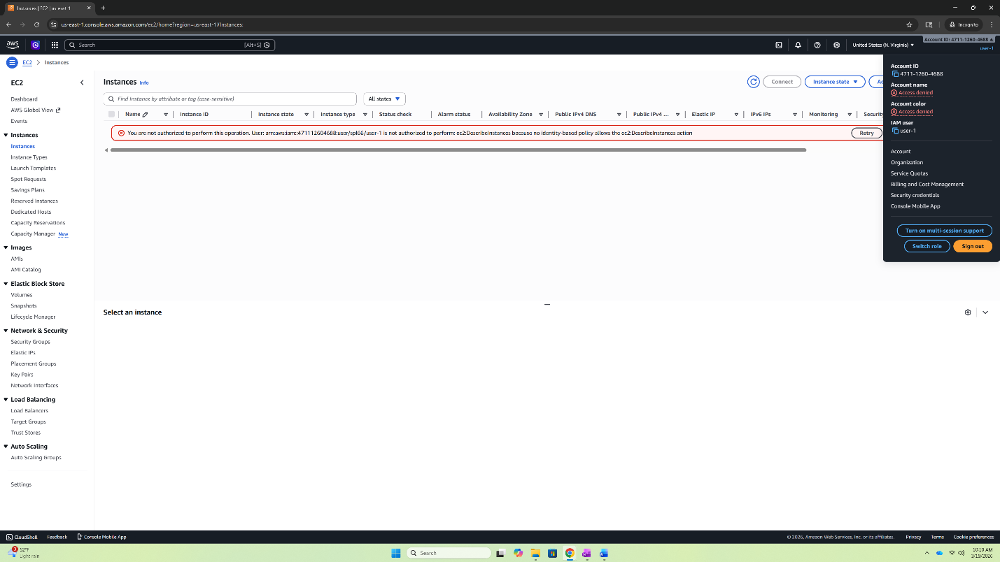 Instances | EC2 | us-east-1
us-east-1.console.aws.amazon.com/ec2/home?region=us-east-1#Instances:
Incognito
aws
Search
[Alt+S]
United States (N. Virginia)
Account ID: 4711-1260-4688
user-1
EC2
Instances
EC2
Dashboard
AWS Global View
Events
Instances
Instances
Instance Types
Launch Templates
Spot Requests
Savings Plans
Reserved Instances
Dedicated Hosts
Capacity Reservations
Capacity Manager New
Images
AMIs
AMI Catalog
Elastic Block Store
Volumes
Snapshots
Lifecycle Manager
Network & Security
Security Groups
Elastic IPs
Placement Groups
Key Pairs
Network Interfaces
Load Balancing
Load Balancers
Target Groups
Trust Stores
Auto Scaling
Auto Scaling Groups
Settings
Instances Info
Connect
Instance state
Find Instance by attribute or tag (case-sensitive)
All states
Name Instance ID Instance state Instance type Status check Alarm status Availability Zone Public IPv4 DNS Public IPv4 ... Elastic IP IPv6 IPs Monitoring Security
You are not authorized to perform this operation. User: arn:aws:iam::471112604688:user/spl66/user-1 is not authorized to perform: ec2:DescribeInstances because no identity-based policy allows the ec2:DescribeInstances action
Retry
Select an instance
Account ID
4711-1260-4688
Account name
Access denied
Account color
Access denied
IAM user
user-1
Account
Organization
Service Quotas
Billing and Cost Management
Security credentials
Console Mobile App
Turn on multi-session support
Switch role
Sign out
CloudShell
Feedback
Console Mobile App
© 2026, Amazon Web Services, Inc. or its affiliates.
Privacy
Terms
Cookie preferences
3
52°F
Light rain
Search
10:10 AM
3/19/2026